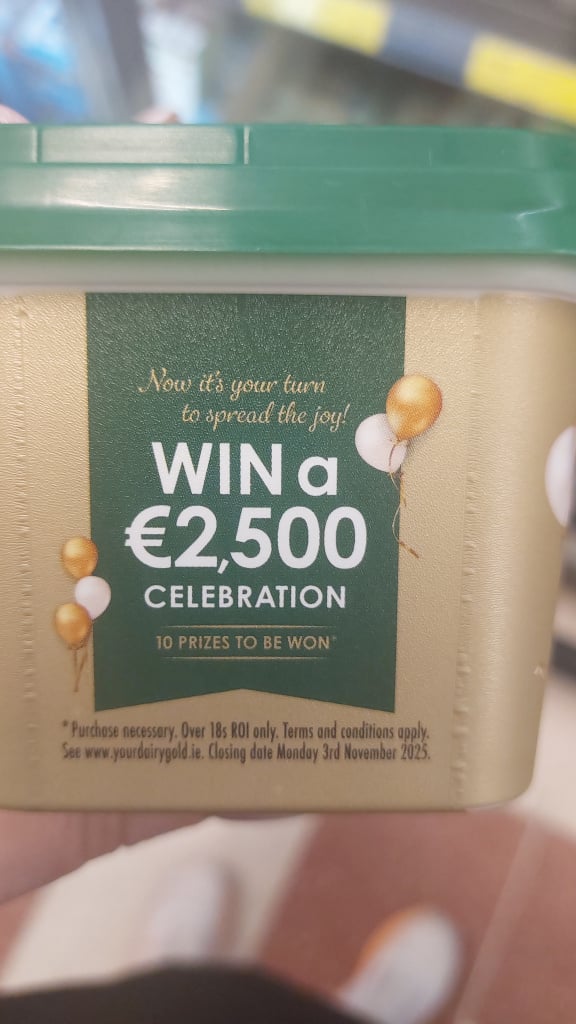 Now it's your turn
to spread the joy!
WIN a
€2,500
CELEBRATION
10 PRIZES TO BE WON*
* Purchase necessary. Over 18s ROI only. Terms and conditions apply.
See www.yourdairygold.ie. Closing date Monday 3rd November 2025.